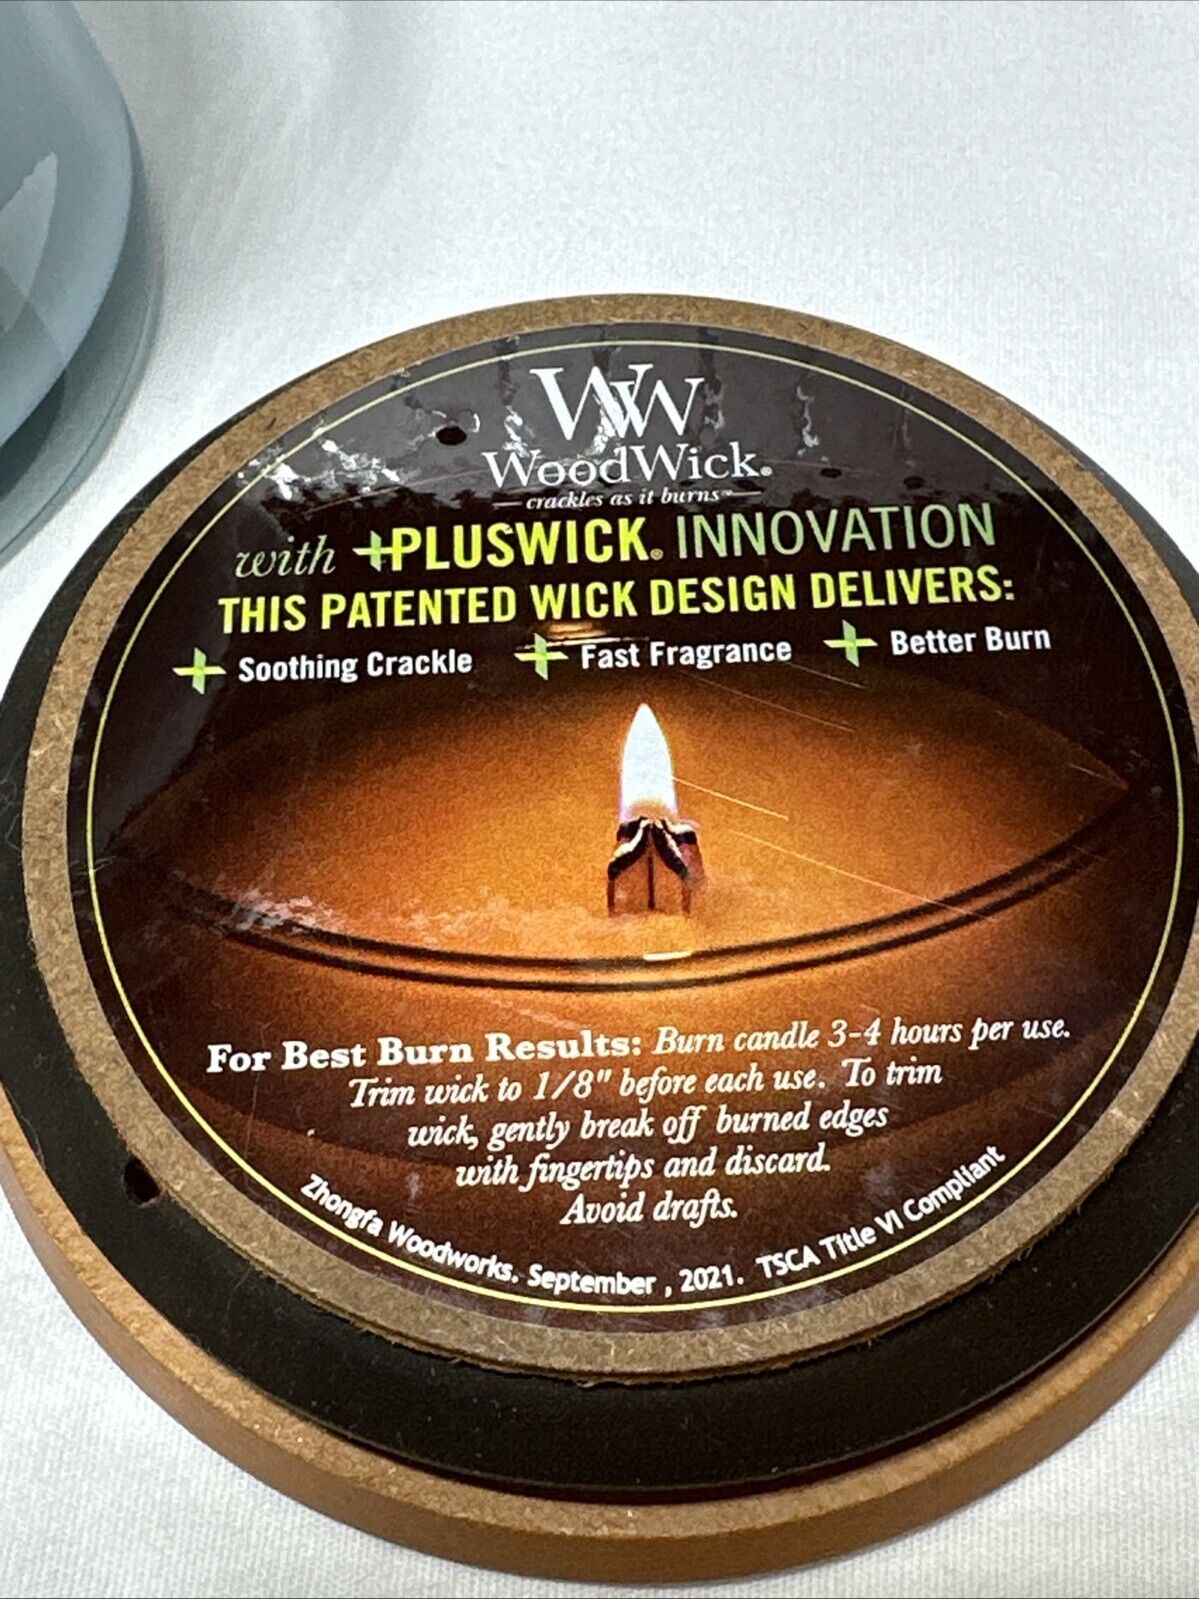 WW
WoodWick®
crackles as it burns™
with +PLUSWICK® INNOVATION
THIS PATENTED WICK DESIGN DELIVERS:
+ Soothing Crackle + Fast Fragrance + Better Burn
For Best Burn Results: Burn candle 3-4 hours per use.
Trim wick to 1/8" before each use. To trim
wick, gently break off burned edges
with fingertips and discard.
Avoid drafts.
Zhongfa Woodworks. September , 2021. TSCA Title VI Compliant